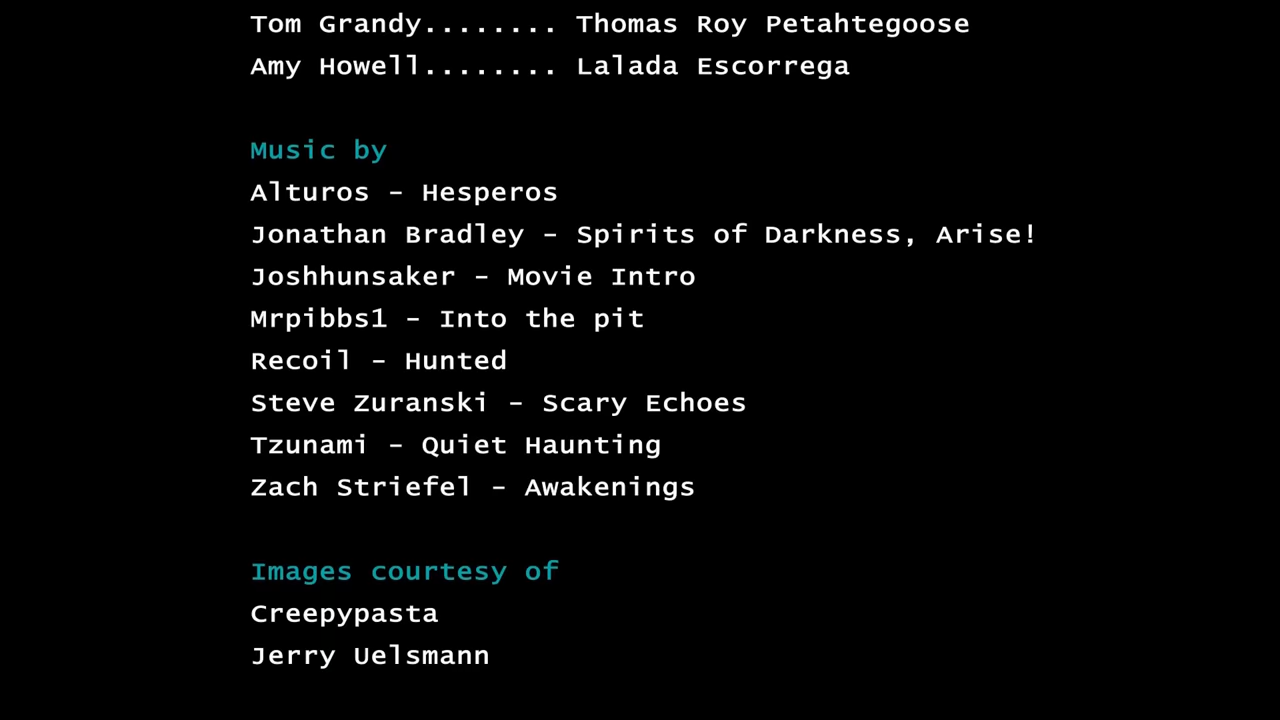 Tom Grandy........ Thomas Roy Petahtegoose
Amy Howell........ Lalada Escorrega
Music by
Alturos – Hesperos
Jonathan Bradley – Spirits of Darkness, Arise!
Joshhunsaker – Movie Intro
Mrpibbs1 – Into the pit
Recoil – Hunted
Steve Zuranski – Scary Echoes
Tzunami – Quiet Haunting
Zach Striefel – Awakenings
Images courtesy of
Creepypasta
Jerry Uelsmann